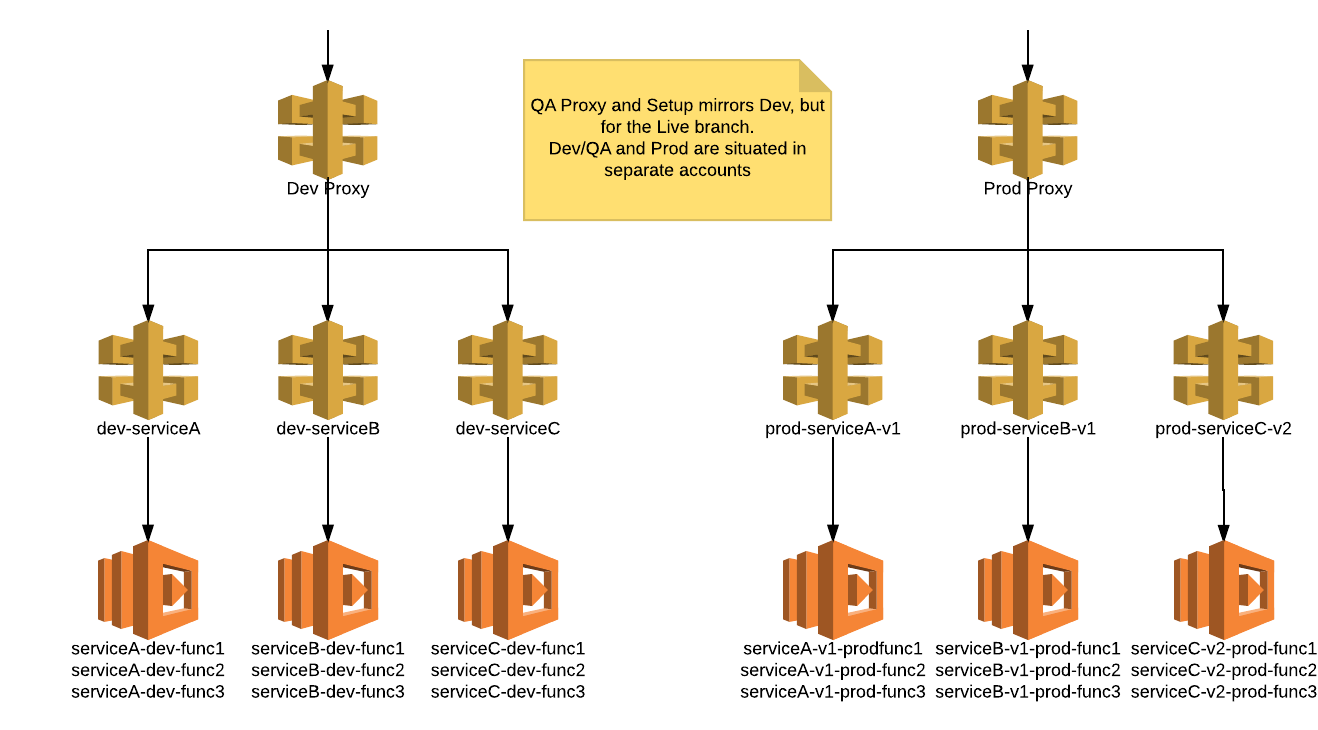 QA Proxy and Setup mirrors Dev, but
for the Live branch.
Dev/QA and Prod are situated in
separate accounts
Dev Proxy
Prod Proxy
dev-serviceA
dev-serviceB
dev-serviceC
prod-serviceA-v1
prod-serviceB-v1
prod-serviceC-v2
serviceA-dev-func1
serviceA-dev-func2
serviceA-dev-func3
serviceB-dev-func1
serviceB-dev-func2
serviceB-dev-func3
serviceC-dev-func1
serviceC-dev-func2
serviceC-dev-func3
serviceA-v1-prodfunc1
serviceA-v1-prod-func2
serviceA-v1-prod-func3
serviceB-v1-prod-func1
serviceB-v1-prod-func2
serviceB-v1-prod-func3
serviceC-v2-prod-func1
serviceC-v2-prod-func2
serviceC-v2-prod-func3